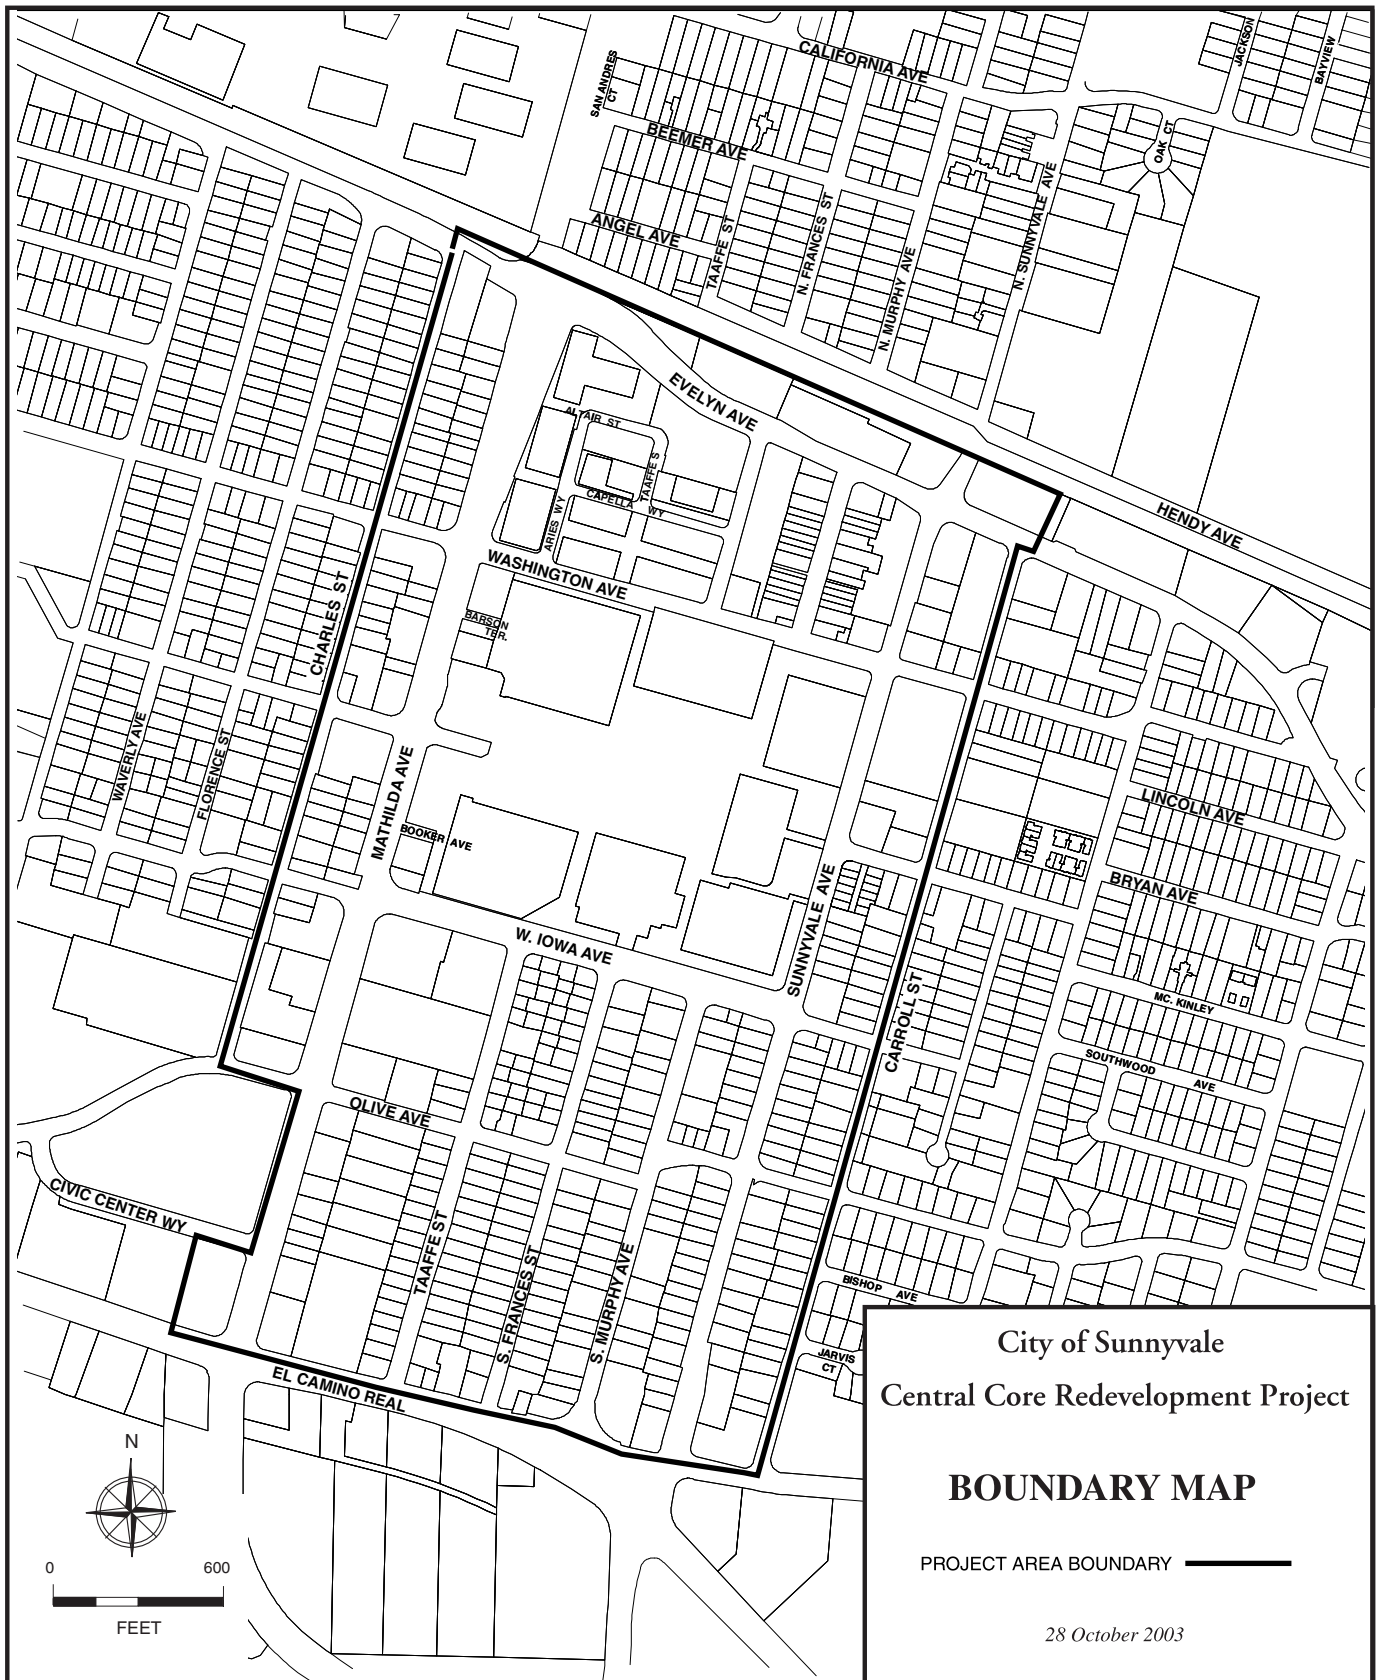 JACKSON
BAYVIEW
CALIFORNIA AVE
SAN ANDRES
CT
BEEMER AVE
OAK CT
ANGEL AVE
TAAFFE ST
N. FRANCES ST
N. MURPHY AVE
N. SUNNYVALE AVE
EVELYN AVE
ALTAIR ST
TAAFFE S
CAPELLA WY
ARIES WY
HENDY AVE
WASHINGTON AVE
CHARLES ST
BARSON
TER.
WAVERLY AVE
FLORENCE ST
MATHILDA AVE
BOOKER AVE
LINCOLN AVE
BRYAN AVE
SUNNYVALE AVE
W. IOWA AVE
CARROLL ST
MC. KINLEY
SOUTHWOOD AVE
OLIVE AVE
CIVIC CENTER WY
TAAFFE ST
S. FRANCES ST
S. MURPHY AVE
BISHOP AVE
JARVIS
CT
EL CAMINO REAL
City of Sunnyvale
Central Core Redevelopment Project
BOUNDARY MAP
PROJECT AREA BOUNDARY
28 October 2003
N
0 600
FEET